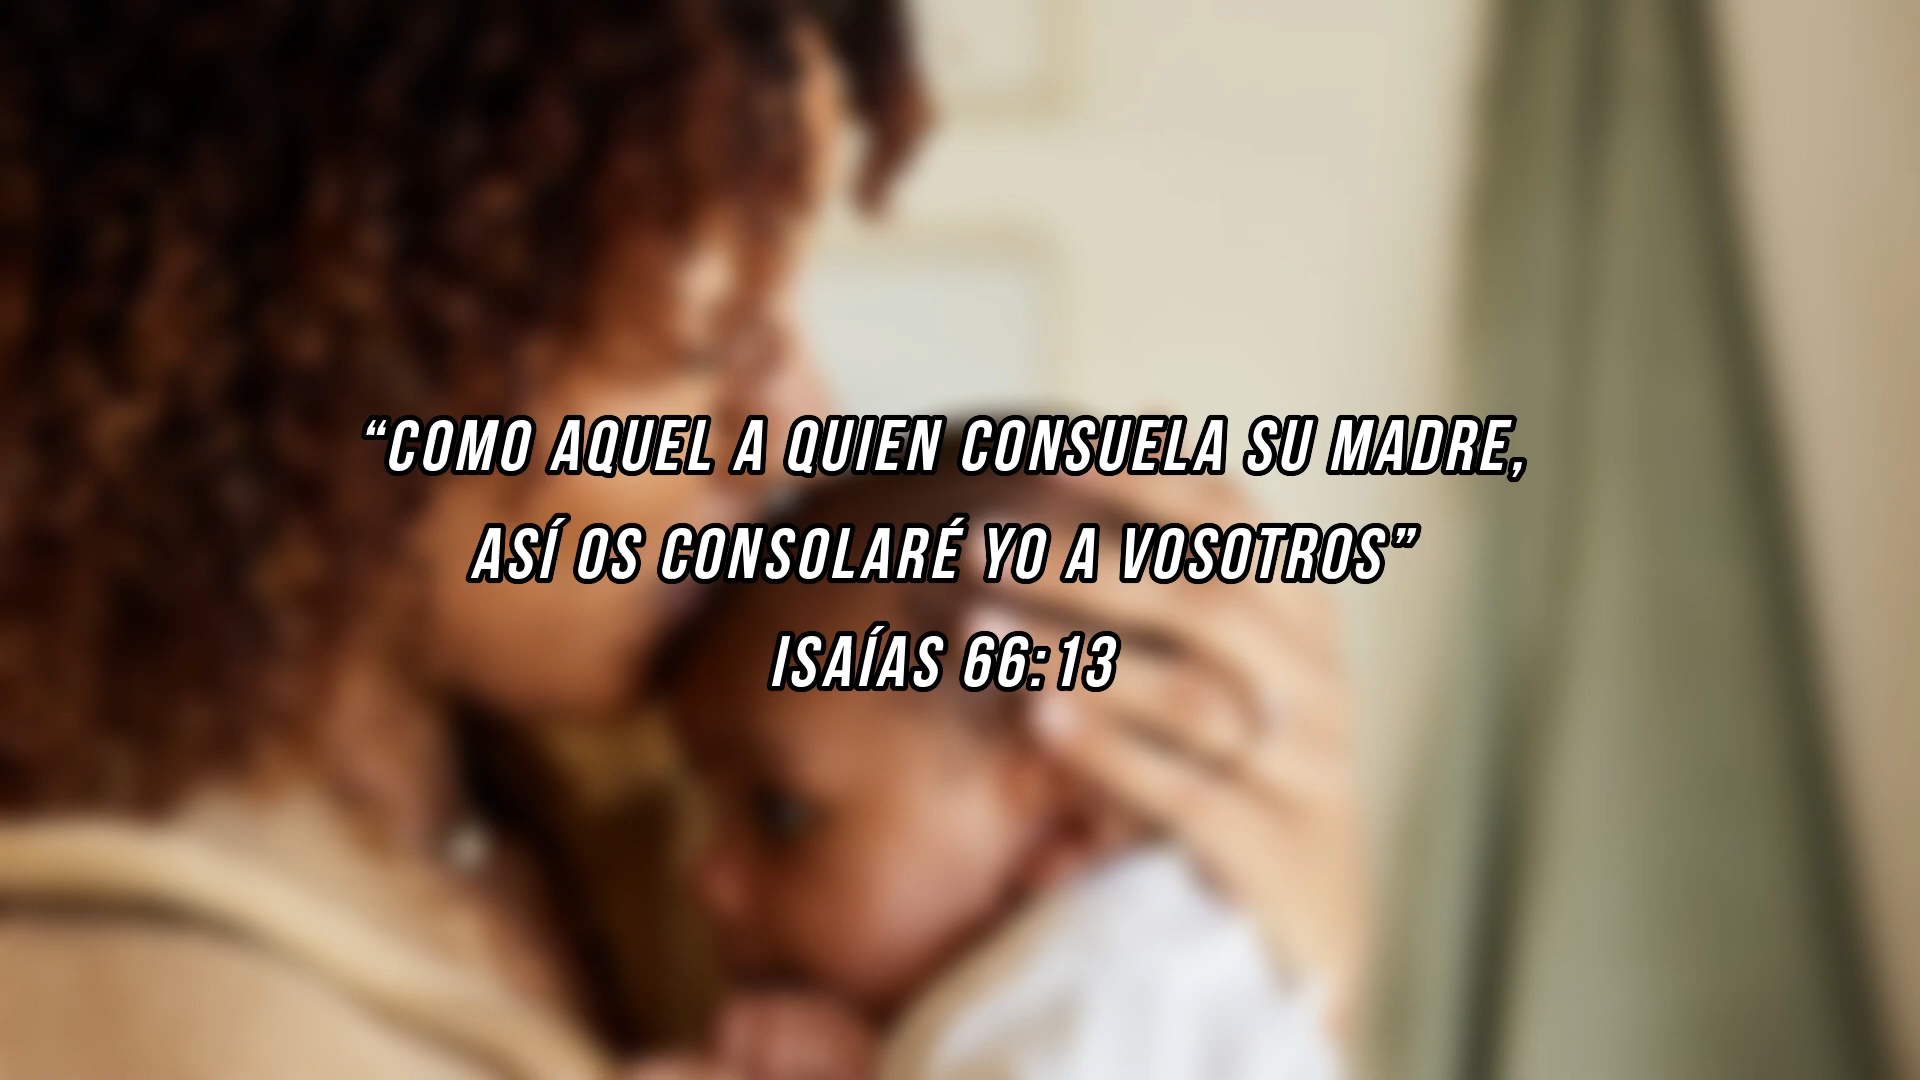 “COMO AQUEL A QUIEN CONSUELA SU MADRE,
ASÍ OS CONSOLARÉ YO A VOSOTROS”
ISAÍAS 66:13